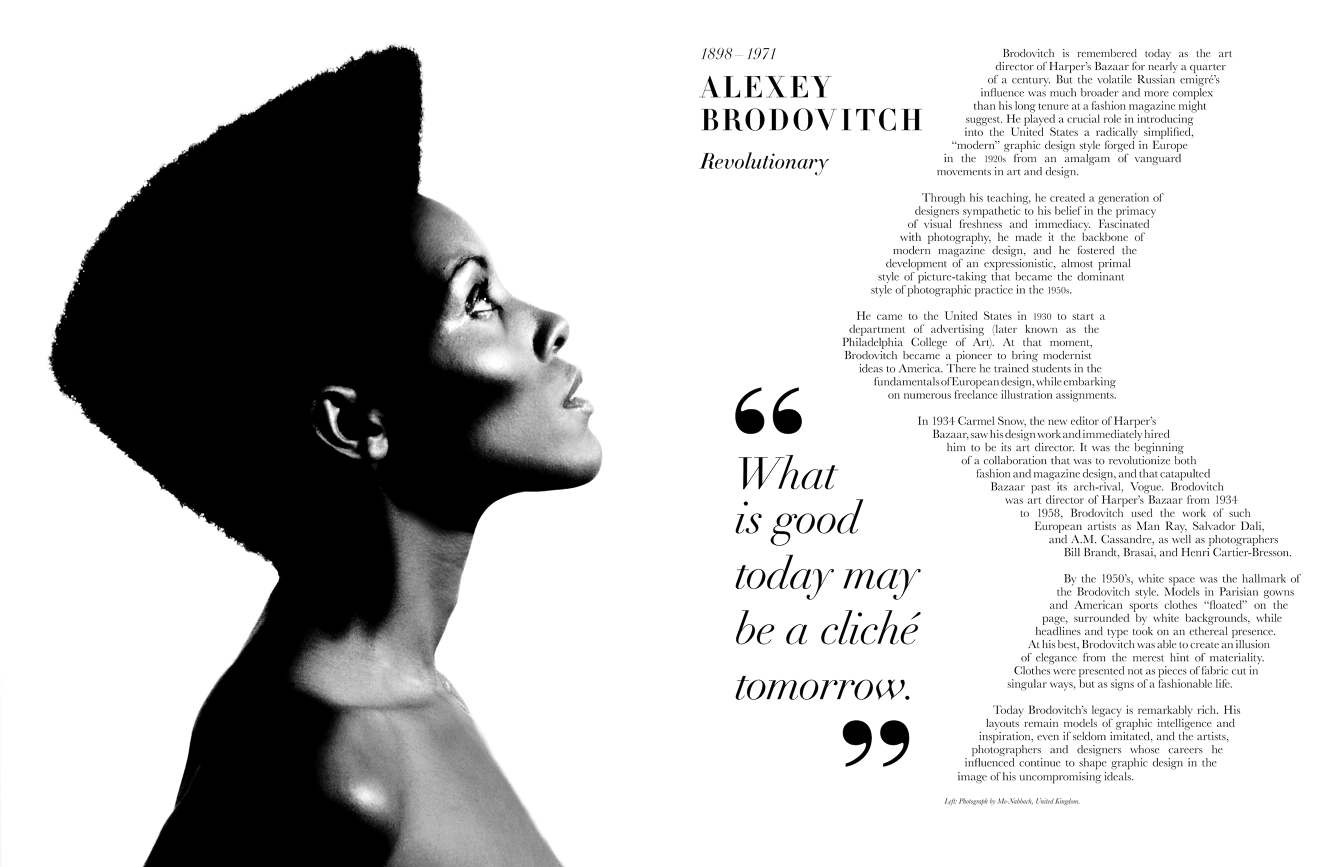 1898 – 1971
ALEXEY
BRODOVITCH
Revolutionary
Brodovitch is remembered today as the art
director of Harper's Bazaar for nearly a quarter
of a century. But the volatile Russian emigré's
influence was much broader and more complex
than his long tenure at a fashion magazine might
suggest. He played a crucial role in introducing
into the United States a radically simplified,
“modern” graphic design style forged in Europe
in the 1920s from an amalgam of vanguard
movements in art and design.
Through his teaching, he created a generation of
designers sympathetic to his belief in the primacy
of visual freshness and immediacy. Fascinated
with photography, he made it the backbone of
modern magazine design, and he fostered the
development of an expressionistic, almost primal
style of picture-taking that became the dominant
style of photographic practice in the 1950s.
He came to the United States in 1930 to start a
department of advertising (later known as the
Philadelphia College of Art). At that moment,
Brodovitch became a pioneer to bring modernist
ideas to America. There he trained students in the
fundamentals of European design, while embarking
on numerous freelance illustration assignments.
In 1934 Carmel Snow, the new editor of Harper's
Bazaar, saw his design work and immediately hired
him to be its art director. It was the beginning
of a collaboration that was to revolutionize both
fashion and magazine design, and that catapulted
Bazaar past its arch-rival, Vogue. Brodovitch
was art director of Harper's Bazaar from 1934
to 1958, Brodovitch used the work of such
European artists as Man Ray, Salvador Dali,
and A.M. Cassandre, as well as photographers
Bill Brandt, Brasai, and Henri Cartier-Bresson.
By the 1950's, white space was the hallmark of
the Brodovitch style. Models in Parisian gowns
and American sports clothes “floated” on the
page, surrounded by white backgrounds, while
headlines and type took on an ethereal presence.
At his best, Brodovitch was able to create an illusion
of elegance from the merest hint of materiality.
Clothes were presented not as pieces of fabric cut in
singular ways, but as signs of a fashionable life.
Today Brodovitch's legacy is remarkably rich. His
layouts remain models of graphic intelligence and
inspiration, even if seldom imitated, and the artists,
photographers and designers whose careers he
influenced continue to shape graphic design in the
image of his uncompromising ideals.
“
What
is good
today may
be a cliché
tomorrow.
”
Left: Photograph by Mo-Nabbach, United Kingdom.